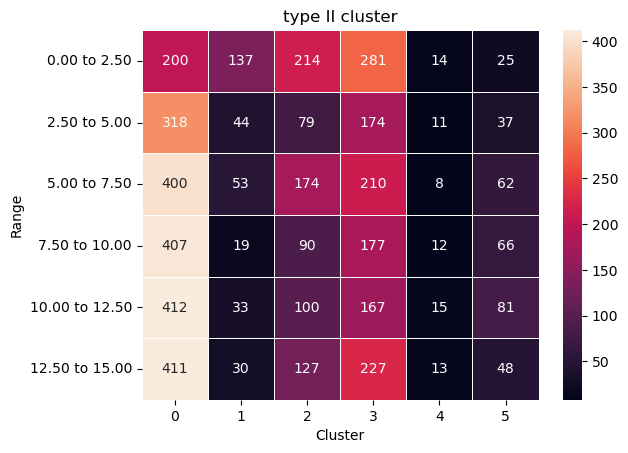 type II cluster
0.00 to 2.50 200 137 214 281 14 25
2.50 to 5.00 318 44 79 174 11 37
5.00 to 7.50 400 53 174 210 8 62
7.50 to 10.00 407 19 90 177 12 66
10.00 to 12.50 412 33 100 167 15 81
12.50 to 15.00 411 30 127 227 13 48
0 1 2 3 4 5
Cluster
Range
400
350
300
250
200
150
100
50